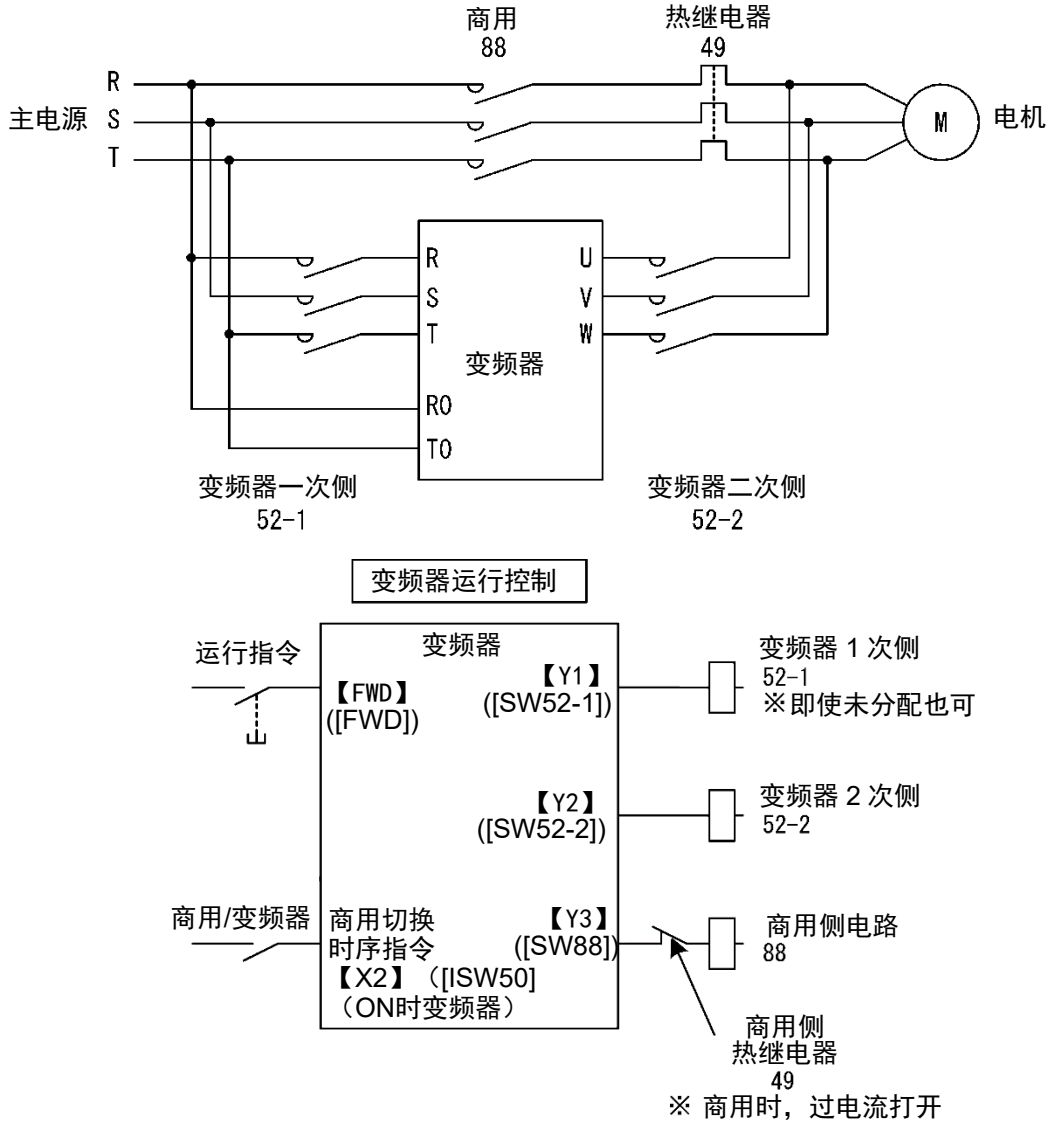 商用
88
热继电器
49
R
主电源 S
T
M
电机
R
S
T
U
V
W
变频器
R0
T0
变频器一次侧
52-1
变频器二次侧
52-2
变频器运行控制
变频器
运行指令
【FWD】
([FWD])
【Y1】
([SW52-1])
变频器 1 次侧
52-1
※即使未分配也可
【Y2】
([SW52-2])
变频器 2 次侧
52-2
商用/变频器
商用切换
时序指令
【X2】（[ISW50]
（ON时变频器）
【Y3】
([SW88])
商用侧电路
88
商用侧
热继电器
49
※ 商用时，过电流打开